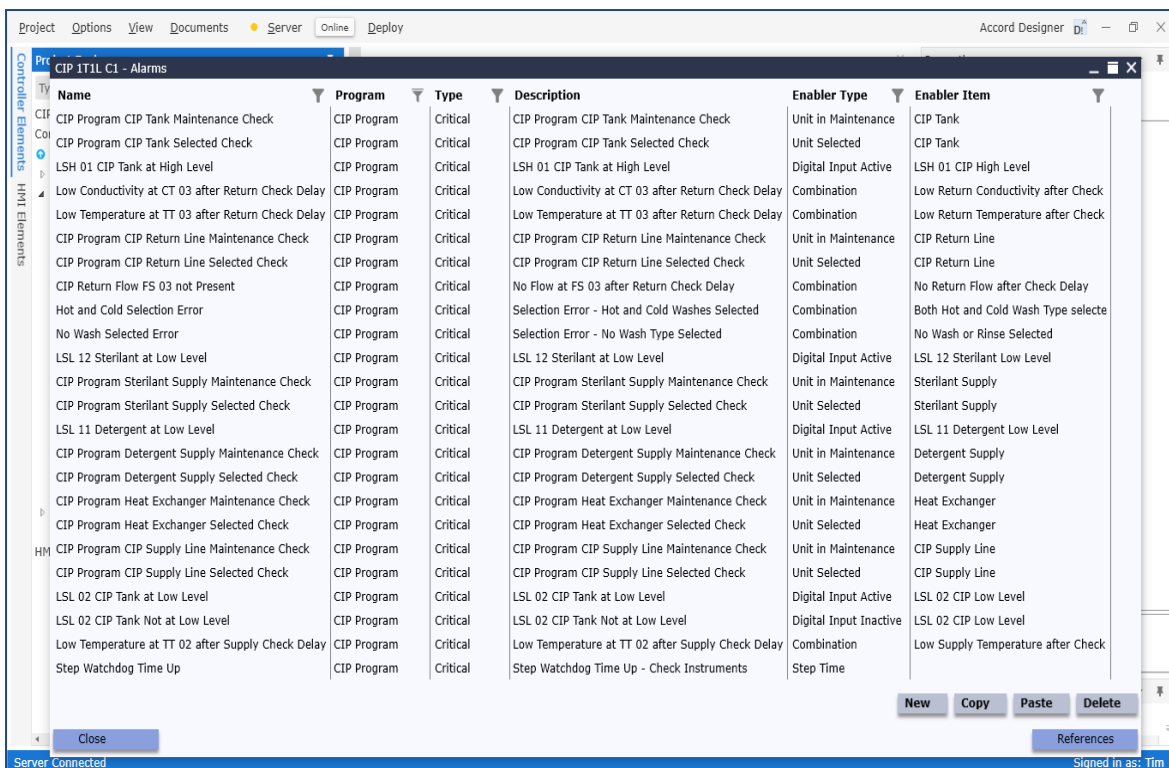 Project Options View Documents Server Online Deploy Accord Designer D!
CIP 1T1L C1 - Alarms
Name Program Type Description Enabler Type Enabler Item
CIP Program CIP Tank Maintenance Check CIP Program Critical CIP Program CIP Tank Maintenance Check Unit in Maintenance CIP Tank
CIP Program CIP Tank Selected Check CIP Program Critical CIP Program CIP Tank Selected Check Unit Selected CIP Tank
LSH 01 CIP Tank at High Level CIP Program Critical LSH 01 CIP Tank at High Level Digital Input Active LSH 01 CIP High Level
Low Conductivity at CT 03 after Return Check Delay CIP Program Critical Low Conductivity at CT 03 after Return Check Delay Combination Low Return Conductivity after Check
Low Temperature at TT 03 after Return Check Delay CIP Program Critical Low Temperature at TT 03 after Return Check Delay Combination Low Return Temperature after Check
CIP Program CIP Return Line Maintenance Check CIP Program Critical CIP Program CIP Return Line Maintenance Check Unit in Maintenance CIP Return Line
CIP Program CIP Return Line Selected Check CIP Program Critical CIP Program CIP Return Line Selected Check Unit Selected CIP Return Line
CIP Return Flow FS 03 not Present CIP Program Critical No Flow at FS 03 after Return Check Delay Combination No Return Flow after Check Delay
Hot and Cold Selection Error CIP Program Critical Selection Error - Hot and Cold Washes Selected Combination Both Hot and Cold Wash Type selecte
No Wash Selected Error CIP Program Critical Selection Error - No Wash Type Selected Combination No Wash or Rinse Selected
LSL 12 Sterilant at Low Level CIP Program Critical LSL 12 Sterilant at Low Level Digital Input Active LSL 12 Sterilant Low Level
CIP Program Sterilant Supply Maintenance Check CIP Program Critical CIP Program Sterilant Supply Maintenance Check Unit in Maintenance Sterilant Supply
CIP Program Sterilant Supply Selected Check CIP Program Critical CIP Program Sterilant Supply Selected Check Unit Selected Sterilant Supply
LSL 11 Detergent at Low Level CIP Program Critical LSL 11 Detergent at Low Level Digital Input Active LSL 11 Detergent Low Level
CIP Program Detergent Supply Maintenance Check CIP Program Critical CIP Program Detergent Supply Maintenance Check Unit in Maintenance Detergent Supply
CIP Program Detergent Supply Selected Check CIP Program Critical CIP Program Detergent Supply Selected Check Unit Selected Detergent Supply
CIP Program Heat Exchanger Maintenance Check CIP Program Critical CIP Program Heat Exchanger Maintenance Check Unit in Maintenance Heat Exchanger
CIP Program Heat Exchanger Selected Check CIP Program Critical CIP Program Heat Exchanger Selected Check Unit Selected Heat Exchanger
CIP Program CIP Supply Line Maintenance Check CIP Program Critical CIP Program CIP Supply Line Maintenance Check Unit in Maintenance CIP Supply Line
CIP Program CIP Supply Line Selected Check CIP Program Critical CIP Program CIP Supply Line Selected Check Unit Selected CIP Supply Line
LSL 02 CIP Tank at Low Level CIP Program Critical LSL 02 CIP Tank at Low Level Digital Input Active LSL 02 CIP Low Level
LSL 02 CIP Tank Not at Low Level CIP Program Critical LSL 02 CIP Tank Not at Low Level Digital Input Inactive LSL 02 CIP Low Level
Low Temperature at TT 02 after Supply Check Delay CIP Program Critical Low Temperature at TT 02 after Supply Check Delay Combination Low Supply Temperature after Check
Step Watchdog Time Up CIP Program Critical Step Watchdog Time Up - Check Instruments Step Time
New Copy Paste Delete
Close References
Server Connected Signed in as: Tim
Controller Elements
HMI Elements